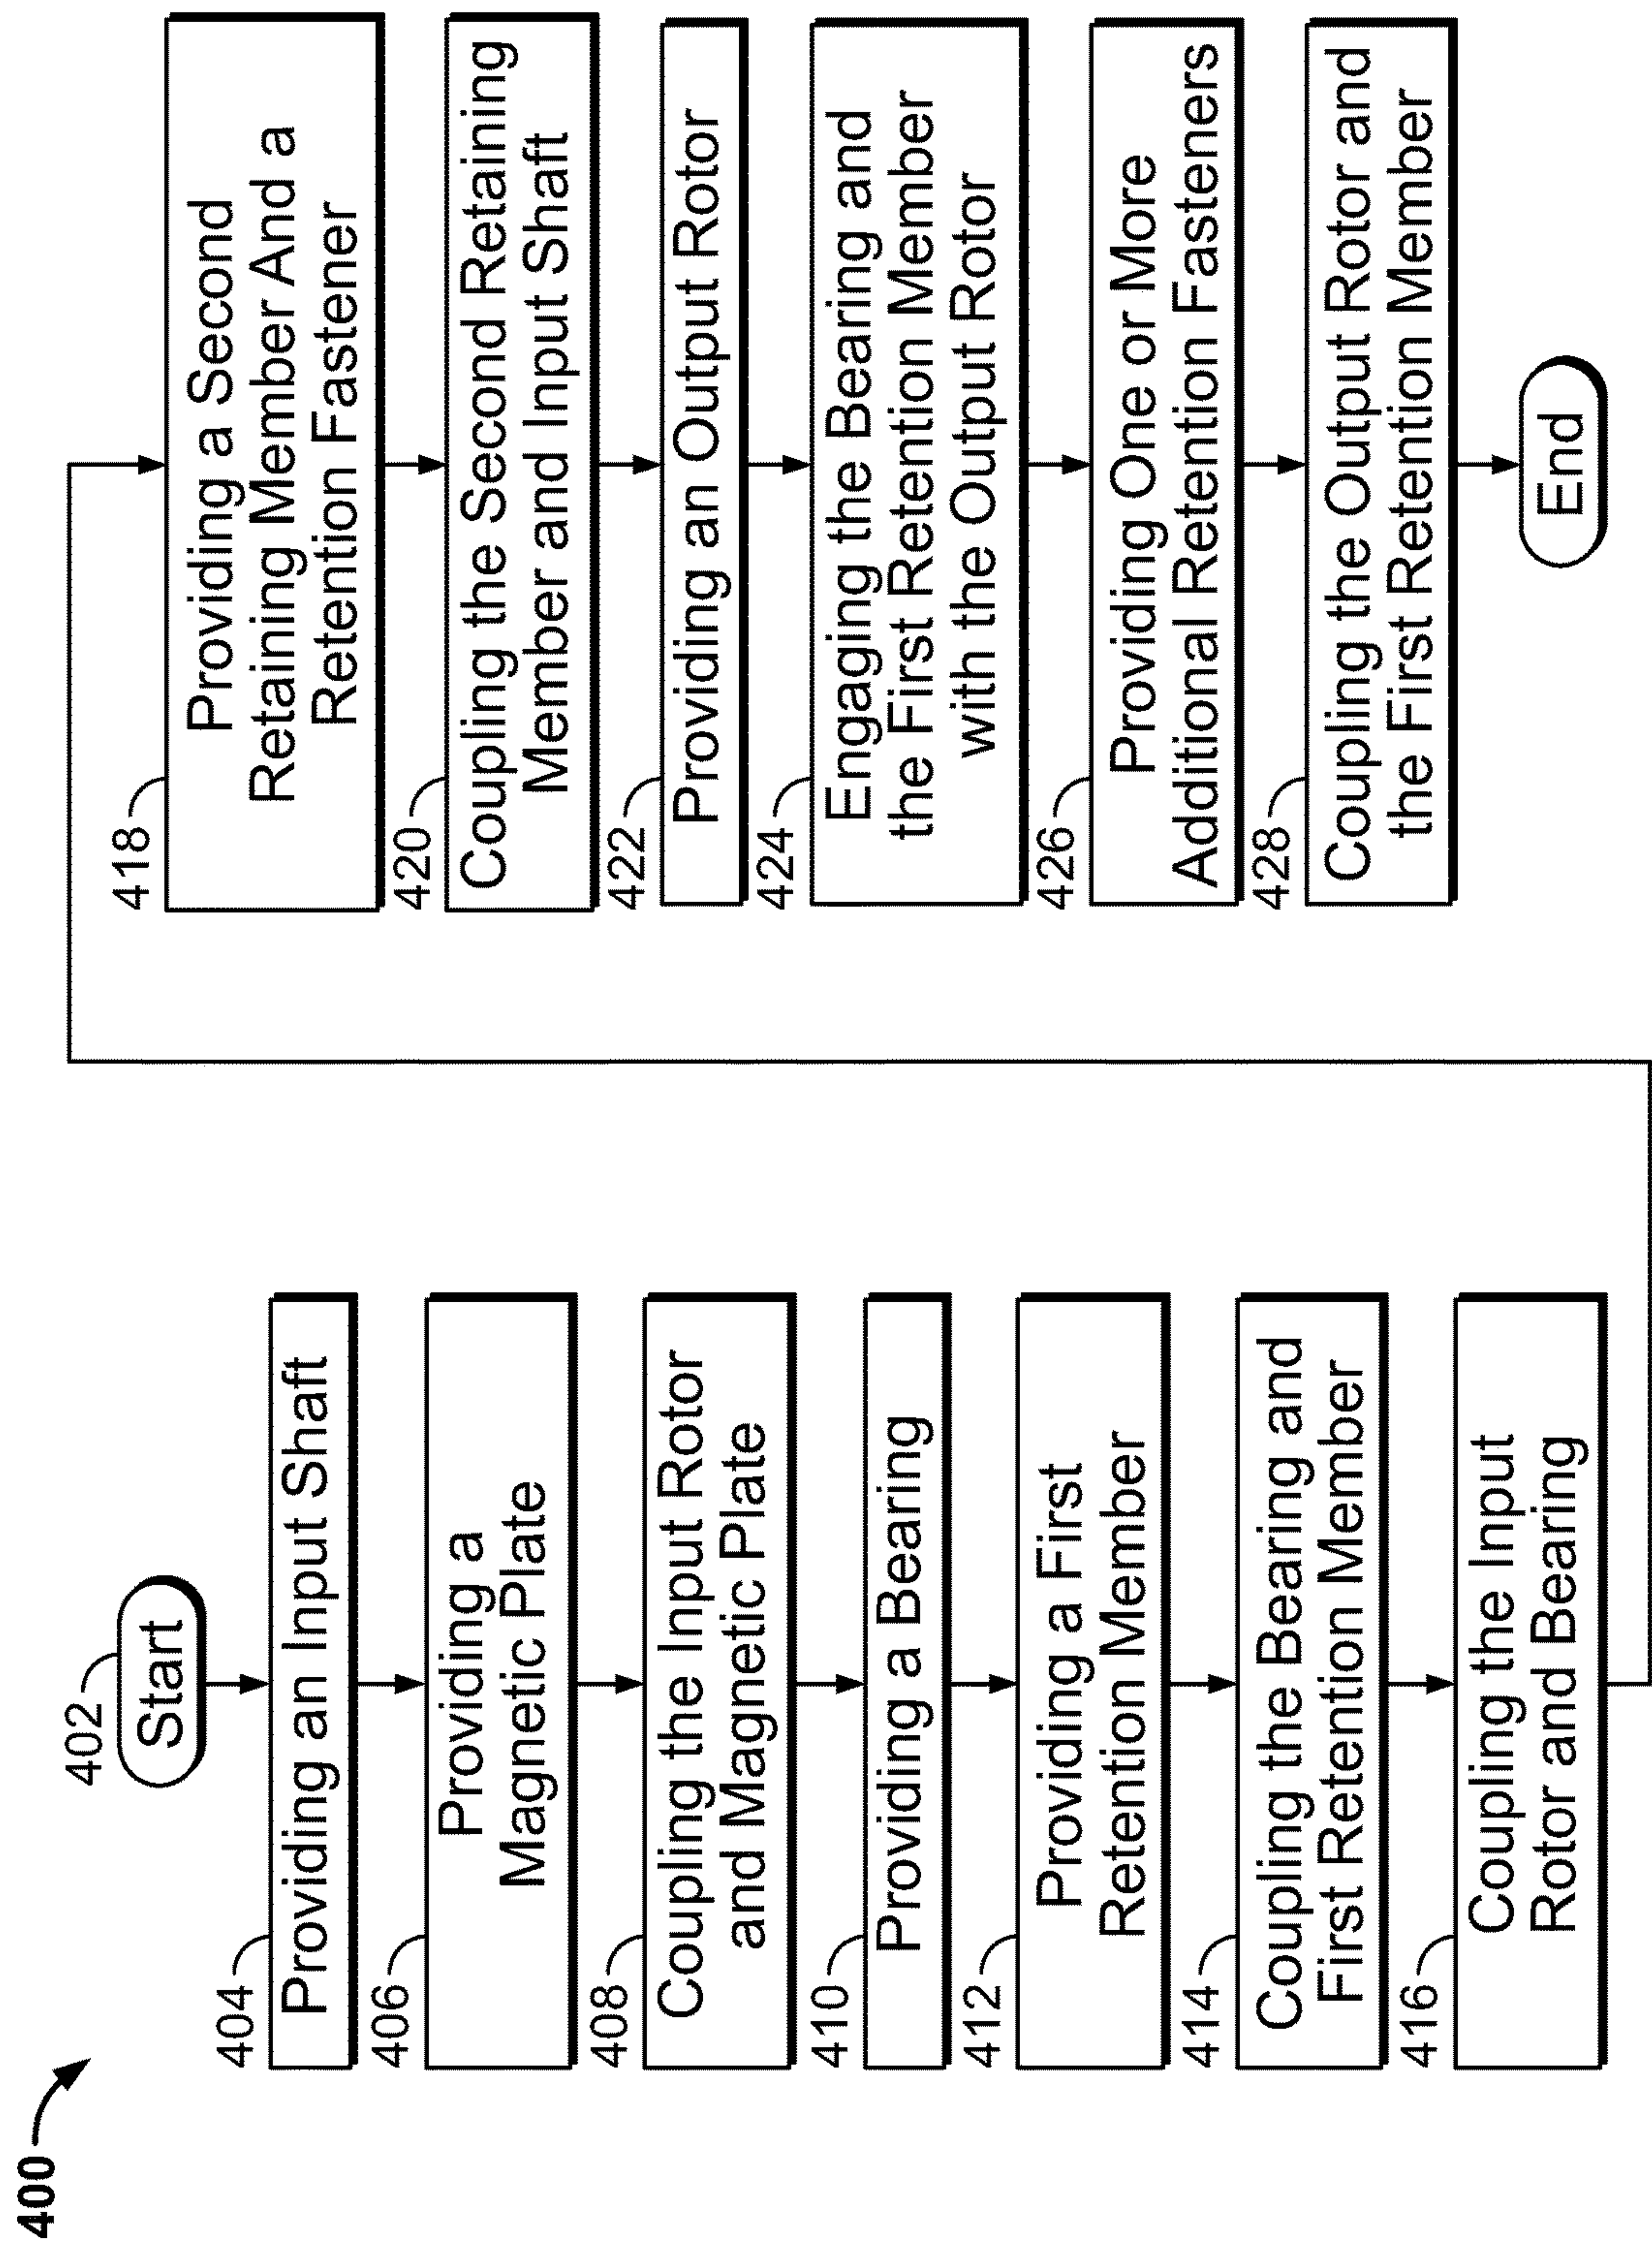 400
402
Start
404
Providing an Input Shaft
406
Providing a
Magnetic Plate
408
Coupling the Input Rotor
and Magnetic Plate
410
Providing a Bearing
412
Providing a First
Retention Member
414
Coupling the Bearing and
First Retention Member
416
Coupling the Input
Rotor and Bearing
418
Providing a Second
Retaining Member And a
Retention Fastener
420
Coupling the Second Retaining
Member and Input Shaft
422
Providing an Output Rotor
424
Engaging the Bearing and
the First Retention Member
with the Output Rotor
426
Providing One or More
Additional Retention Fasteners
428
Coupling the Output Rotor and
the First Retention Member
End